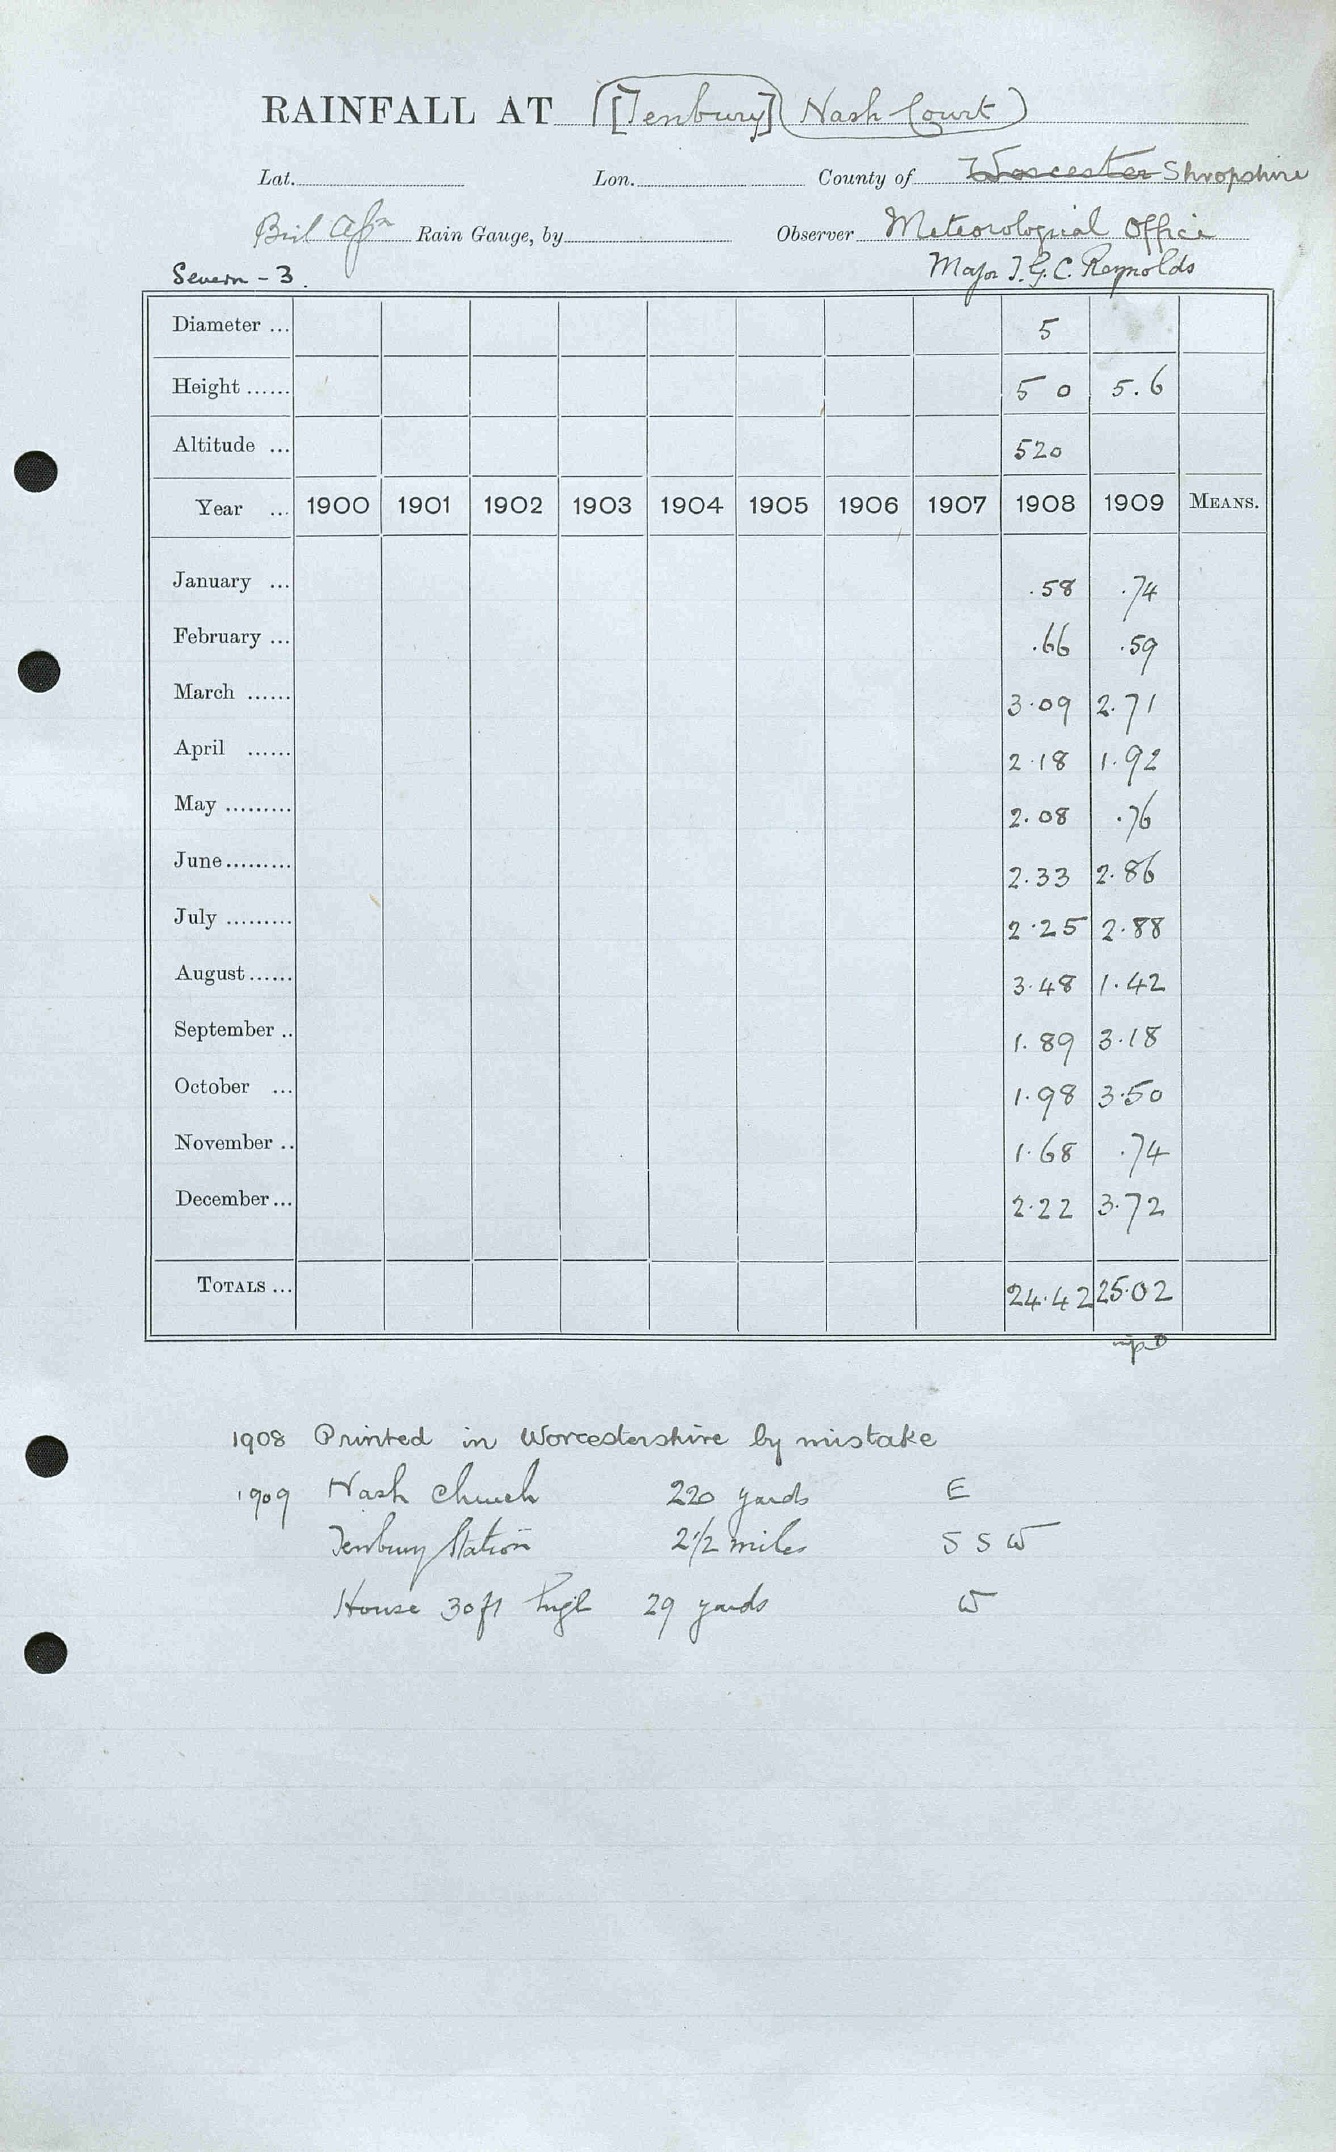 RAINFALL AT [Tenbury] (Nash Court)
Lat. Lon. County of Worcester Shropshire
Rain Gauge, by Observer Meteorological Office
Severn - 3. Major J. G. C. Reynolds
Diameter ... 5
Height ...... 5 0 5.6
Altitude ... 520
Year ... 1900 1901 1902 1903 1904 1905 1906 1907 1908 1909 MEANS.
January ... .58 .74
February ... .66 .59
March ...... 3.09 2.71
April ...... 2.18 1.92
May ......... 2.08 .76
June......... 2.33 2.86
July ......... 2.25 2.88
August...... 3.48 1.42
September .. 1.89 3.18
October ... 1.98 3.50
November .. 1.68 .74
December... 2.22 3.72
TOTALS ... 24.42 25.02
1908 Printed in Worcestershire by mistake
1909 Nash Church 220 yards E
Tenbury Station 2 1/2 miles S S W
House 30ft high 29 yards W